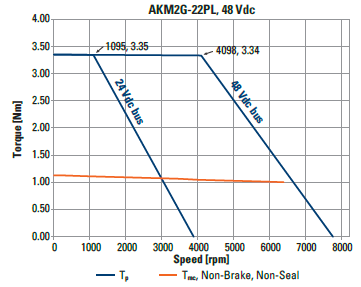 AKM2G-22PL, 48 Vdc
4.00
3.50
3.00
2.50
2.00
1.50
1.00
0.50
0.00
Torque [Nm]
1095, 3.35
4098, 3.34
24 Vdc bus
48 Vdc bus
0 1000 2000 3000 4000 5000 6000 7000 8000
Speed [rpm]
Tp Tmc, Non-Brake, Non-Seal